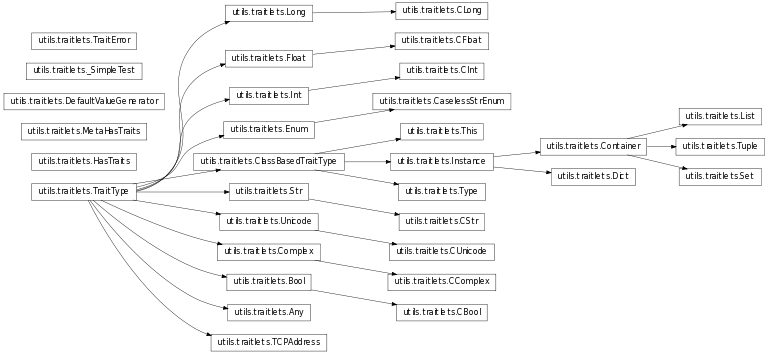 utils.traitlets.Long
utils.traitlets.CLong
utils.traitlets.TraitError
utils.traitlets.CFloat
utils.traitlets.Float
utils.traitlets._SimpleTest
utils.traitlets.CInt
utils.traitlets.DefaultValueGenerator
utils.traitlets.Int
utils.traitlets.CaselessStrEnum
utils.traitlets.List
utils.traitlets.MetaHasTraits
utils.traitlets.Enum
utils.traitlets.This
utils.traitlets.Container
utils.traitlets.Tuple
utils.traitlets.HasTraits
utils.traitlets.ClassBasedTraitType
utils.traitlets.Instance
utils.traitlets.Dict
utils.traitlets.Set
utils.traitlets.TraitType
utils.traitlets.Str
utils.traitlets.Type
utils.traitlets.Unicode
utils.traitlets.CStr
utils.traitlets.Complex
utils.traitlets.CUnicode
utils.traitlets.Bool
utils.traitlets.CComplex
utils.traitlets.Any
utils.traitlets.CBool
utils.traitlets.TCPAddress